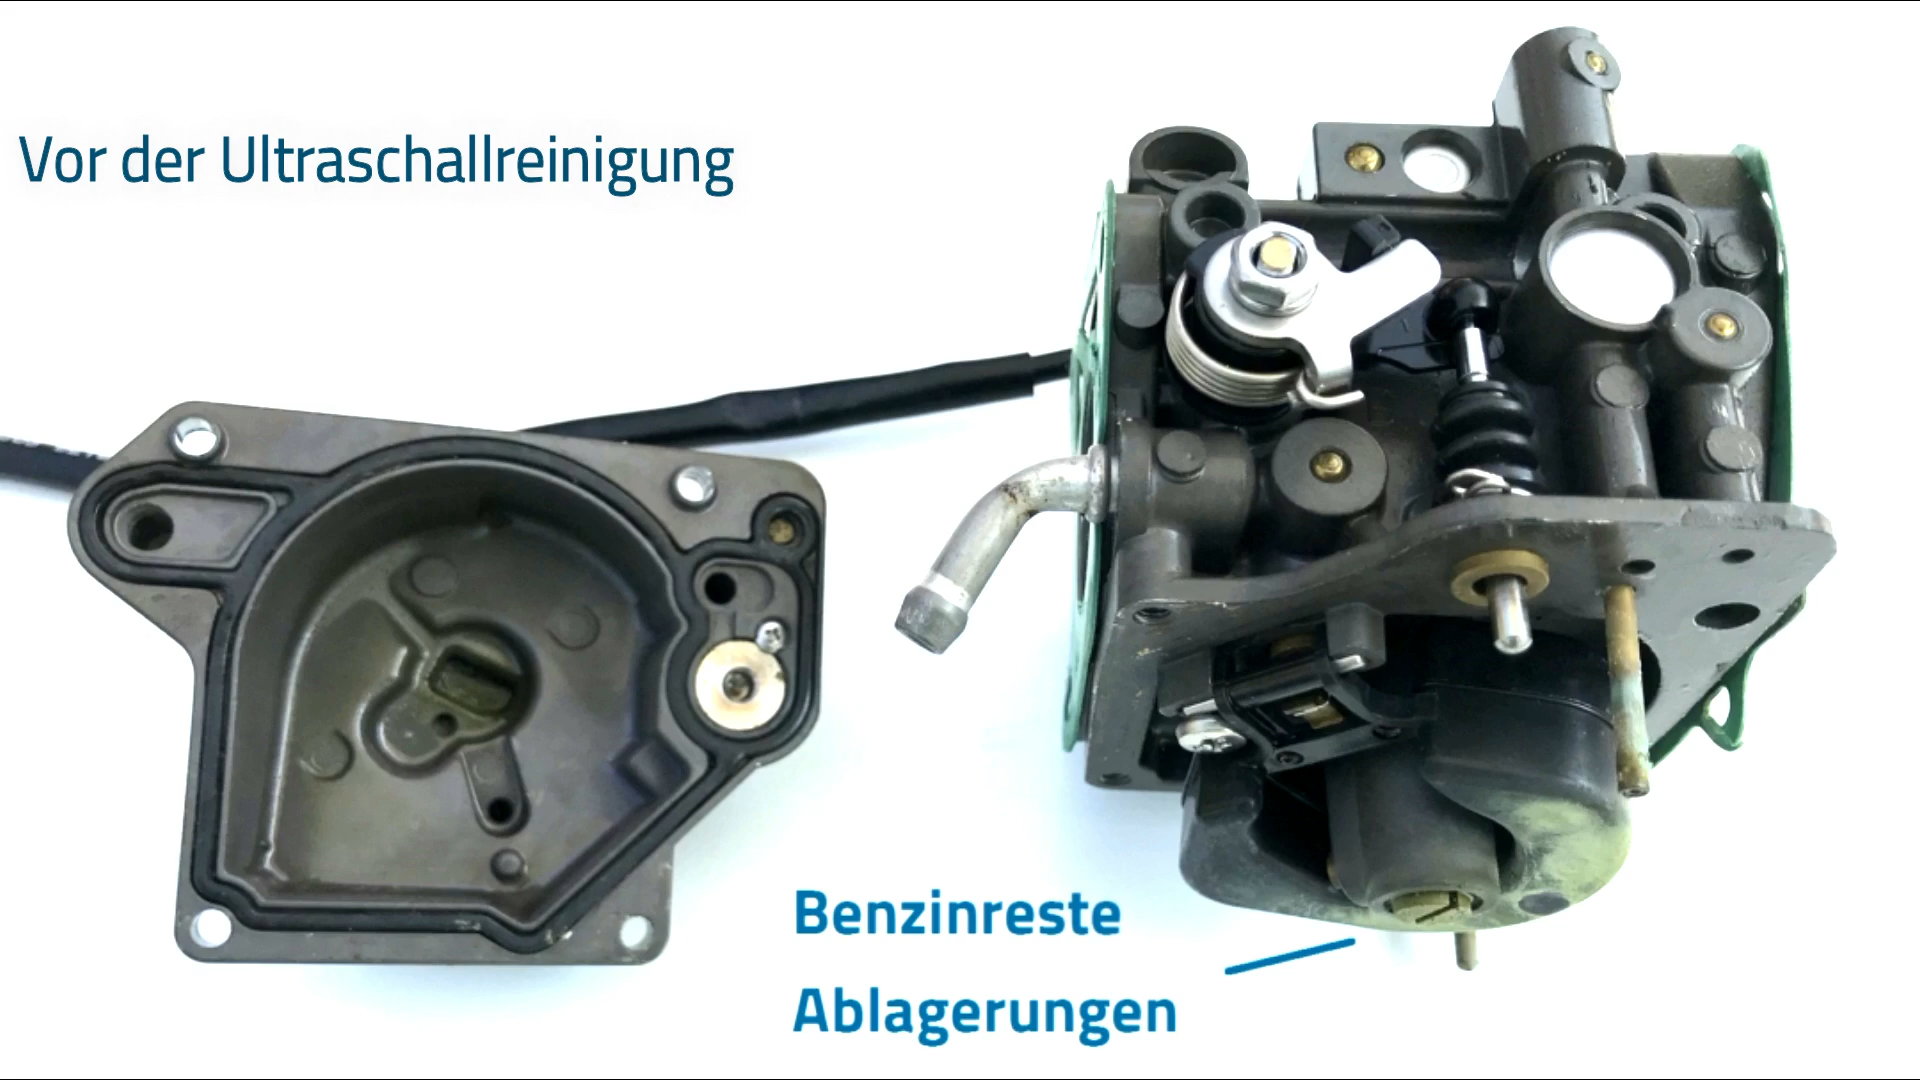 Vor der Ultraschallreinigung
Benzinreste
Ablagerungen